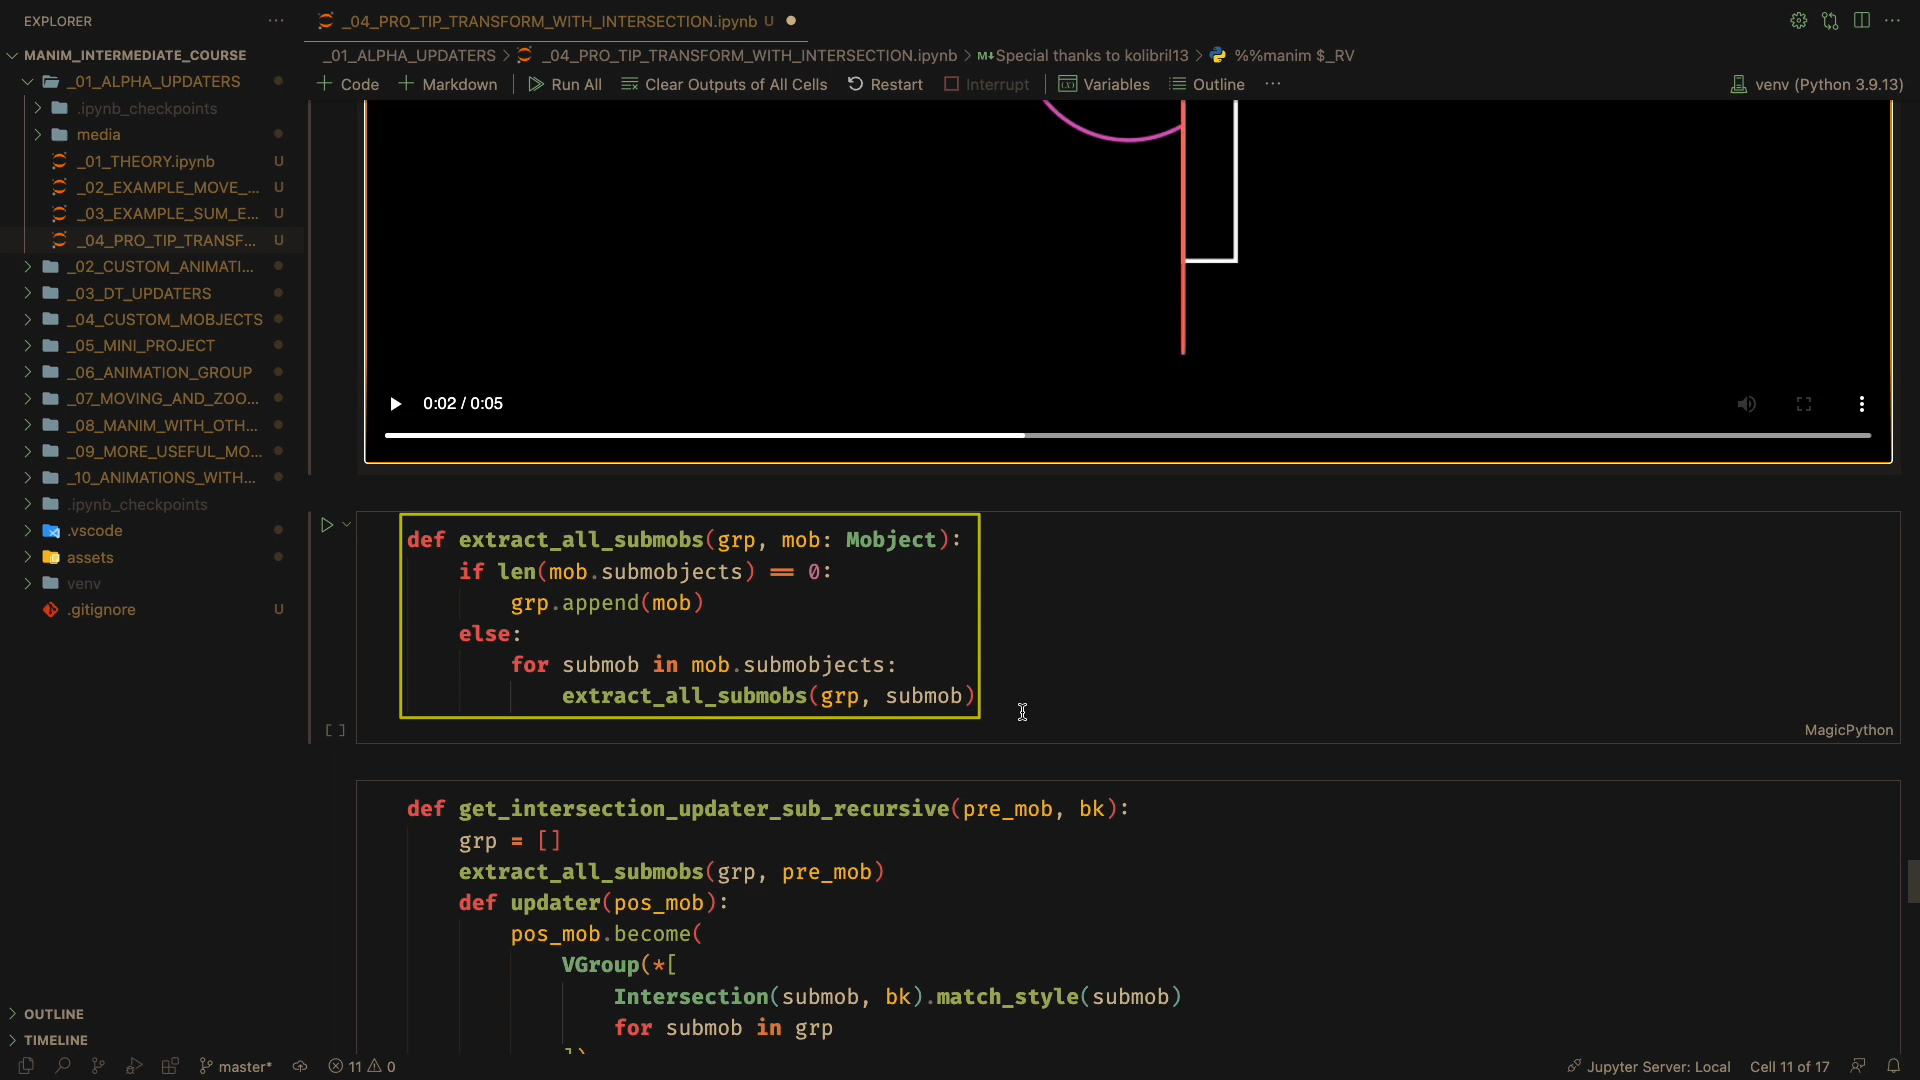 EXPLORER
_04_PRO_TIP_TRANSFORM_WITH_INTERSECTION.ipynb U
MANIM_INTERMEDIATE_COURSE
_01_ALPHA_UPDATERS > _04_PRO_TIP_TRANSFORM_WITH_INTERSECTION.ipynb > M↓Special thanks to kolibril13 > %%manim $_RV
_01_ALPHA_UPDATERS
Code
Markdown
Run All
Clear Outputs of All Cells
Restart
Interrupt
Variables
Outline
venv (Python 3.9.13)
.ipynb_checkpoints
media
_01_THEORY.ipynb U
_02_EXAMPLE_MOVE_... U
_03_EXAMPLE_SUM_E... U
_04_PRO_TIP_TRANSF... U
_02_CUSTOM_ANIMATI...
_03_DT_UPDATERS
_04_CUSTOM_MOBJECTS
_05_MINI_PROJECT
_06_ANIMATION_GROUP
_07_MOVING_AND_ZOO...
_08_MANIM_WITH_OTH...
_09_MORE_USEFUL_MO...
_10_ANIMATIONS_WITH...
.ipynb_checkpoints
.vscode
assets
venv
.gitignore U
0:02 / 0:05
def extract_all_submobs(grp, mob: Mobject):
if len(mob.submobjects) == 0:
grp.append(mob)
else:
for submob in mob.submobjects:
extract_all_submobs(grp, submob)
[ ]
MagicPython
def get_intersection_updater_sub_recursive(pre_mob, bk):
grp = []
extract_all_submobs(grp, pre_mob)
def updater(pos_mob):
pos_mob.become(
VGroup(*[
Intersection(submob, bk).match_style(submob)
for submob in grp
])
OUTLINE
TIMELINE
master*
11
0
Jupyter Server: Local
Cell 11 of 17